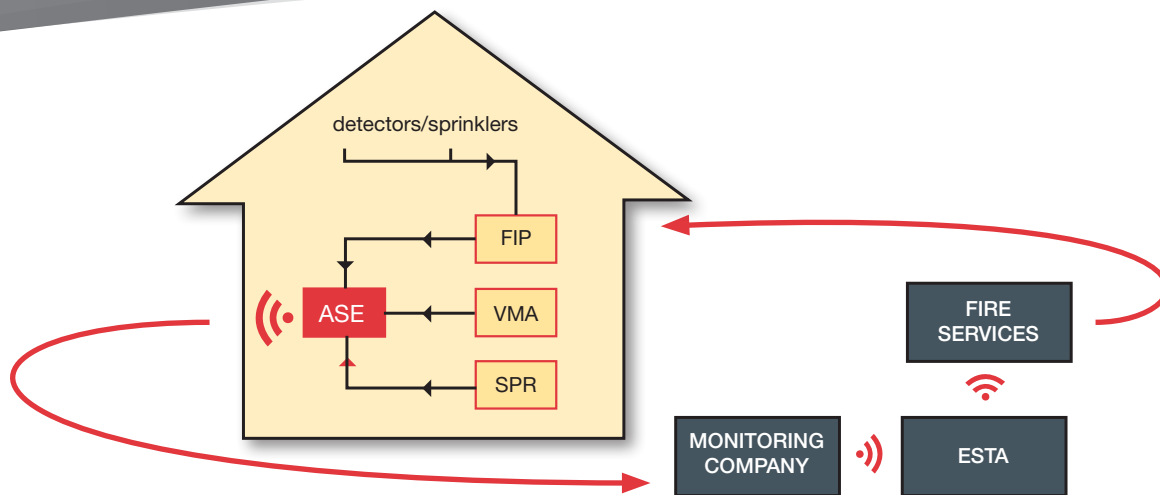 detectors/sprinklers
FIP
ASE
VMA
SPR
FIRE
SERVICES
MONITORING
COMPANY
ESTA